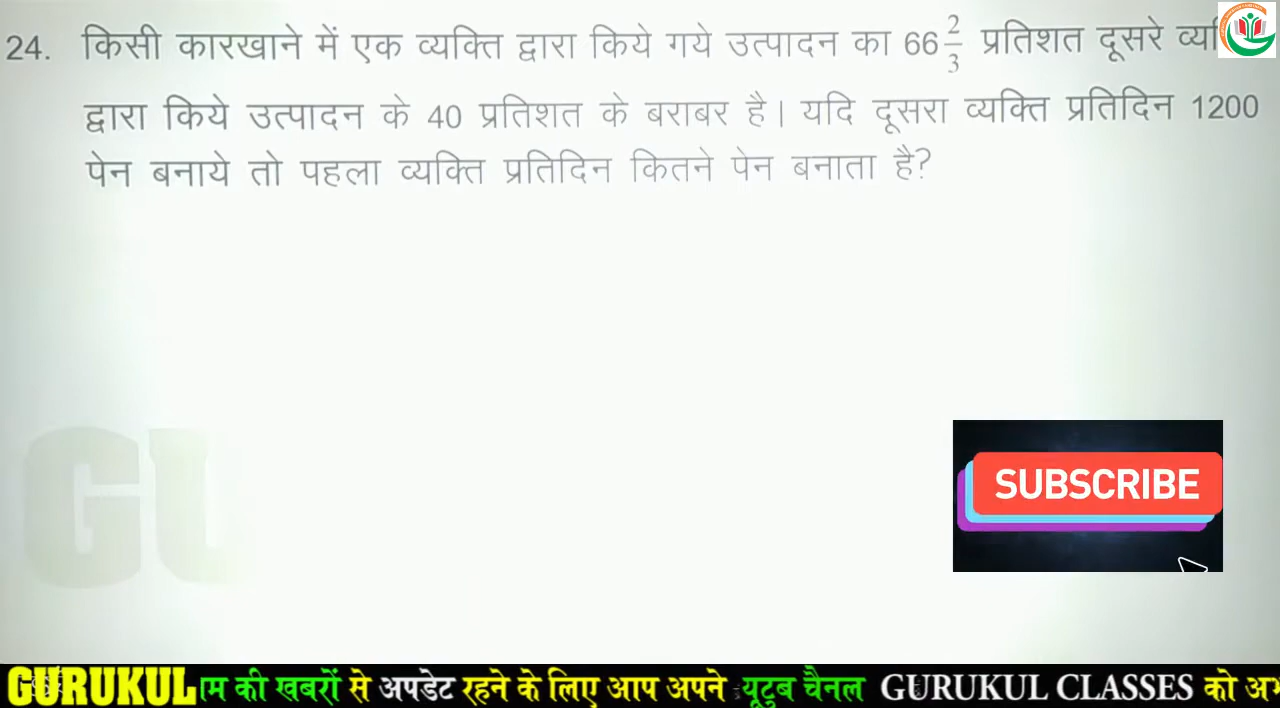 24. किसी कारखाने में एक व्यक्ति द्वारा किये गये उत्पादन का 66 2/3 प्रतिशत दूसरे
द्वारा किये उत्पादन के 40 प्रतिशत के बराबर है। यदि दूसरा व्यक्ति प्रतिदिन 1200
पेन बनाये तो पहला व्यक्ति प्रतिदिन कितने पेन बनाता है?
GU
SUBSCRIBE
GURUKUL की खबरों से अपडेट रहने के लिए आप अपने यूटुब चैनल GURUKUL CLASSES को